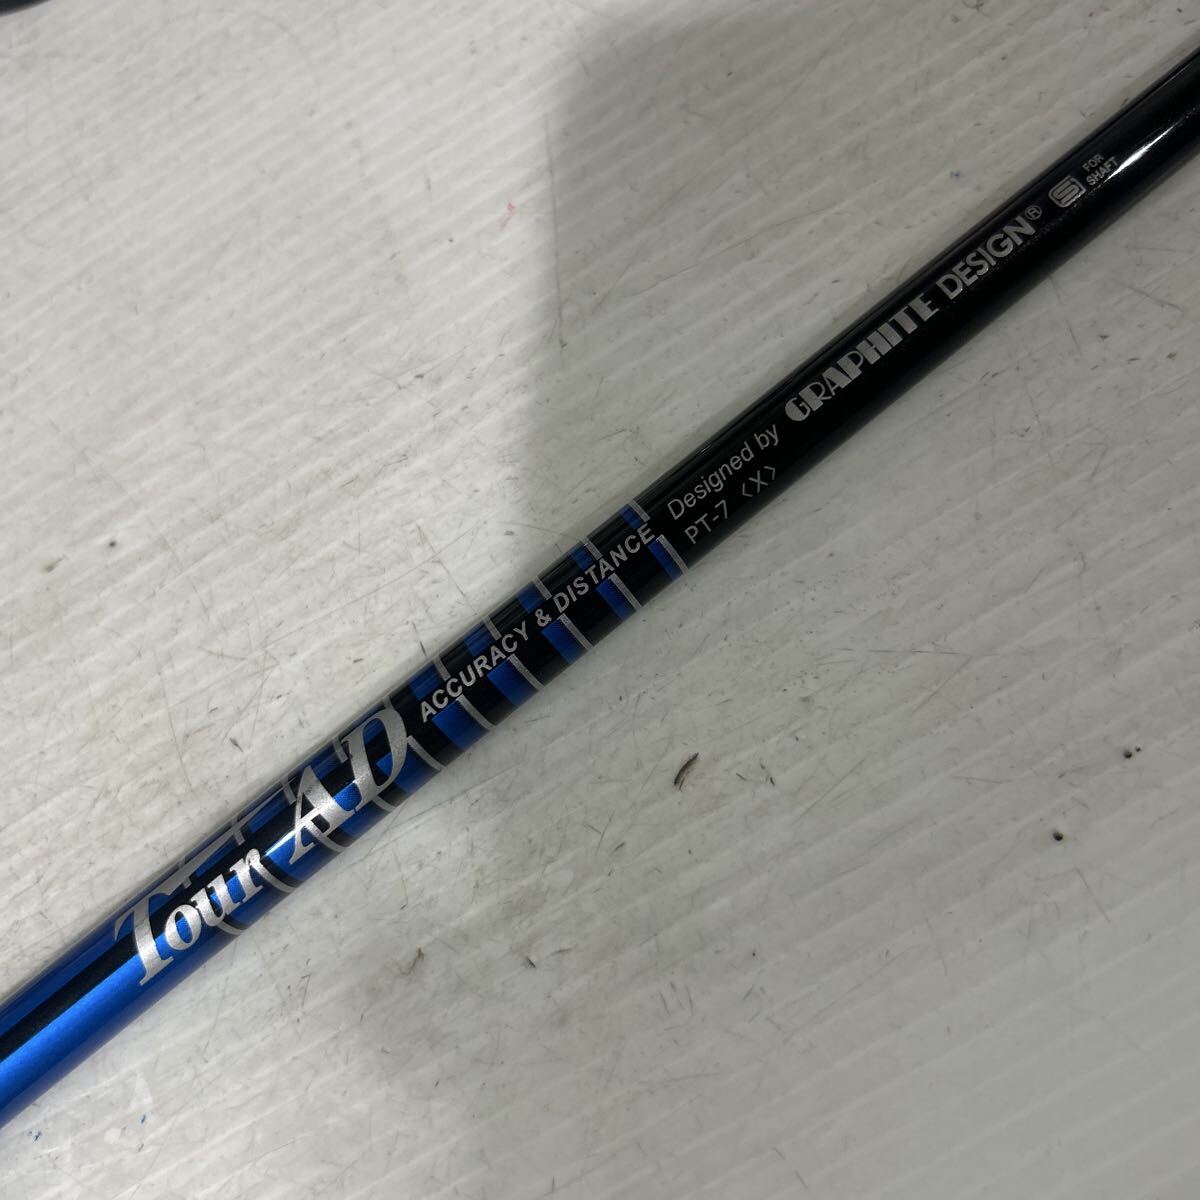 Tour AD
ACCURACY & DISTANCE
Designed by GRAPHITE DESIGN®
PT-7 〈X〉
S FOR
SHAFT